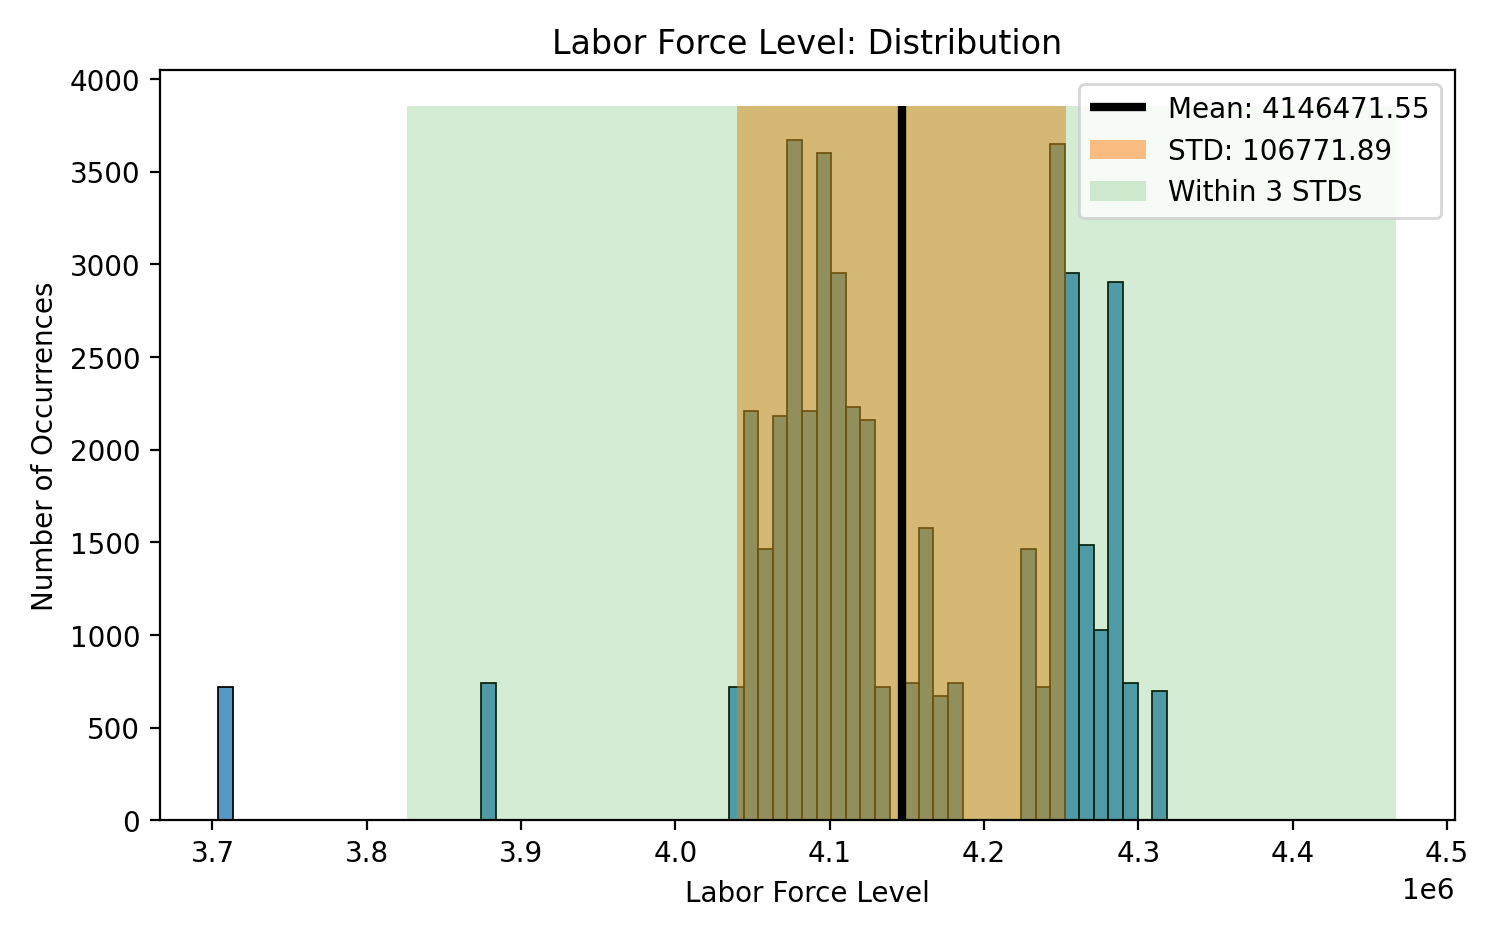 Labor Force Level: Distribution
Mean: 4146471.55
STD: 106771.89
Within 3 STDs
Number of Occurrences
4000
3500
3000
2500
2000
1500
1000
500
0
3.7 3.8 3.9 4.0 4.1 4.2 4.3 4.4 4.5
1e6
Labor Force Level